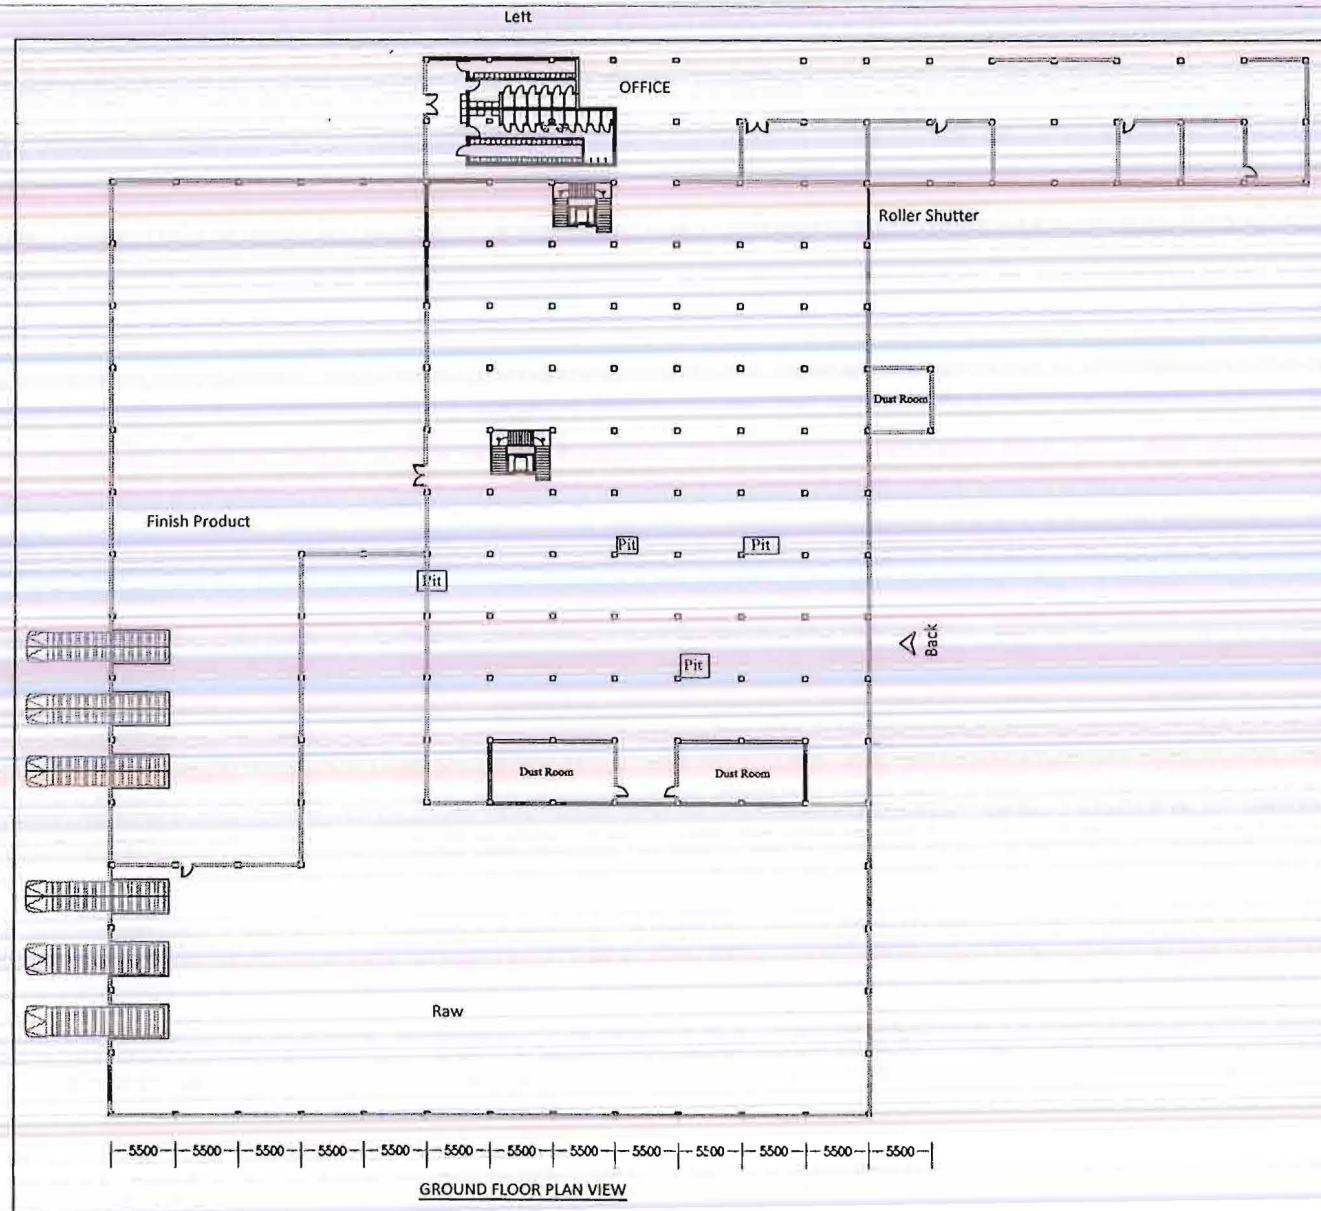 Left
OFFICE
Roller Shutter
Dust Room
Finish Product
Pit
Pit
Pit
Back
Pit
Dust Room
Dust Room
Raw
5500 5500 5500 5500 5500 5500 5500 5500 5500 5500 5500 5500 5500
GROUND FLOOR PLAN VIEW